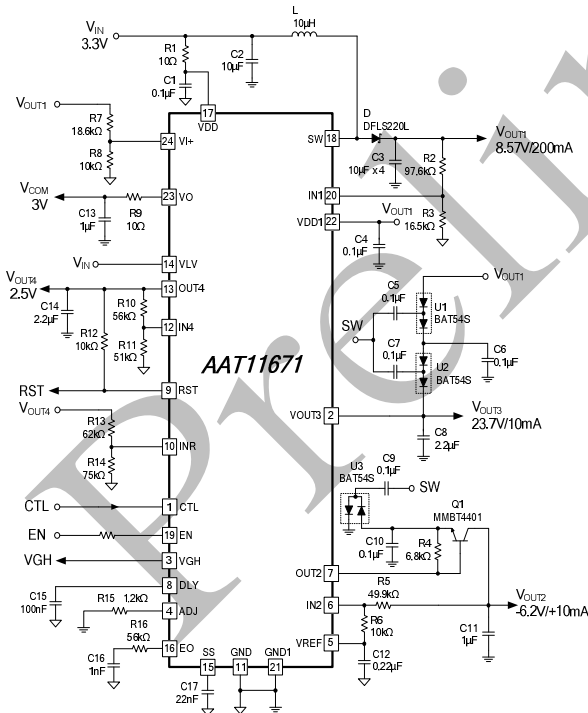 L
10µH
VIN
3.3V
R1
10Ω
C2
10µF
C1
0.1µF
VOUT1
R7
18.6kΩ
R8
10kΩ
17
VDD
24 VI+
SW 18
D
DFLS220L
VOUT1
8.57V/200mA
C3
10µF x4
R2
97.6kΩ
IN1 20
R3
16.5kΩ
VCOM
3V
C13
1µF
R9
10Ω
23 VO
VDD1 22
VOUT1
C4
0.1µF
VIN
14 VLV
VOUT4
2.5V
13 OUT4
C14
2.2µF
R12
10kΩ
R10
56kΩ
12 IN4
R11
51kΩ
VOUT1
C5
0.1µF
U1
BAT54S
SW
C7
0.1µF
U2
BAT54S
C6
0.1µF
AAT11671
RST
9 RST
VOUT4
R13
62kΩ
10 INR
R14
75kΩ
VOUT3 2
VOUT3
23.7V/10mA
C8
2.2µF
C9
0.1µF
U3
BAT54S
SW
Q1
MMBT4401
C10
0.1µF
R4
6.8kΩ
CTL
1 CTL
EN
19 EN
VGH
3 VGH
OUT2 7
R5
49.9kΩ
IN2 6
VOUT2
-6.2V/+10mA
R6
10kΩ
C11
1µF
VREF 5
C12
0.22µF
8 DLY
C15
100nF
R15 1.2kΩ
4 ADJ
R16
56kΩ
16 EO
C16
1nF
SS
15
GND
11
GND1
21
C17
22nF
Prelim